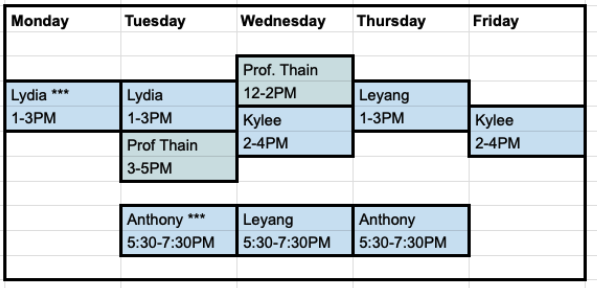 Monday Tuesday Wednesday Thursday Friday
Prof. Thain
12-2PM
Lydia *** Lydia Leyang
1-3PM 1-3PM 1-3PM
Kylee Kylee
2-4PM 2-4PM
Prof Thain
3-5PM
Anthony *** Leyang Anthony
5:30-7:30PM 5:30-7:30PM 5:30-7:30PM